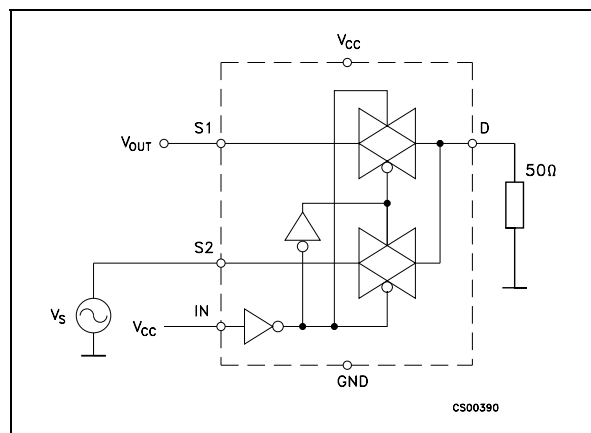 VCC
S1
D
VOUT
50Ω
S2
VS
IN
VCC
GND
CS00390